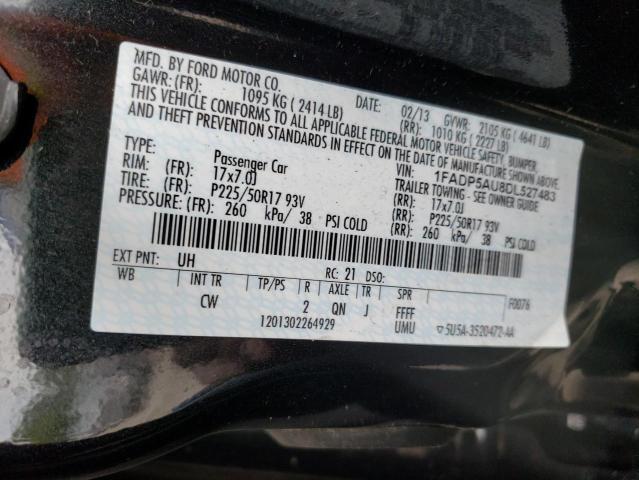 MFD. BY FORD MOTOR CO.
DATE: 02/13 GVWR: 2105 KG ( 4641 LB)
GAWR: (FR): 1095 KG ( 2414 LB) (RR): 1010 KG ( 2227 LB)
THIS VEHICLE CONFORMS TO ALL APPLICABLE FEDERAL MOTOR VEHICLE SAFETY, BUMPER,
AND THEFT PREVENTION STANDARDS IN EFFECT ON THE DATE OF MANUFACTURE SHOWN ABOVE.
VIN: 1FADP5AU8DL527483
TYPE: Passenger Car TRAILER TOWING - SEE OWNER GUIDE
RIM: (FR): 17x7.0J (RR): 17x7.0J
TIRE: (FR): P225/50R17 93V (RR): P225/50R17 93V
PRESSURE: (FR): 260 kPa/ 38 PSI COLD (RR): 260 kPa/ 38 PSI COLD
EXT PNT: UH RC: 21 DSO:
WB INT TR TP/PS R AXLE TR SPR F0076
CW 2 QN J FFFF
1201302264929 UMU 5U5A-3520472-AA